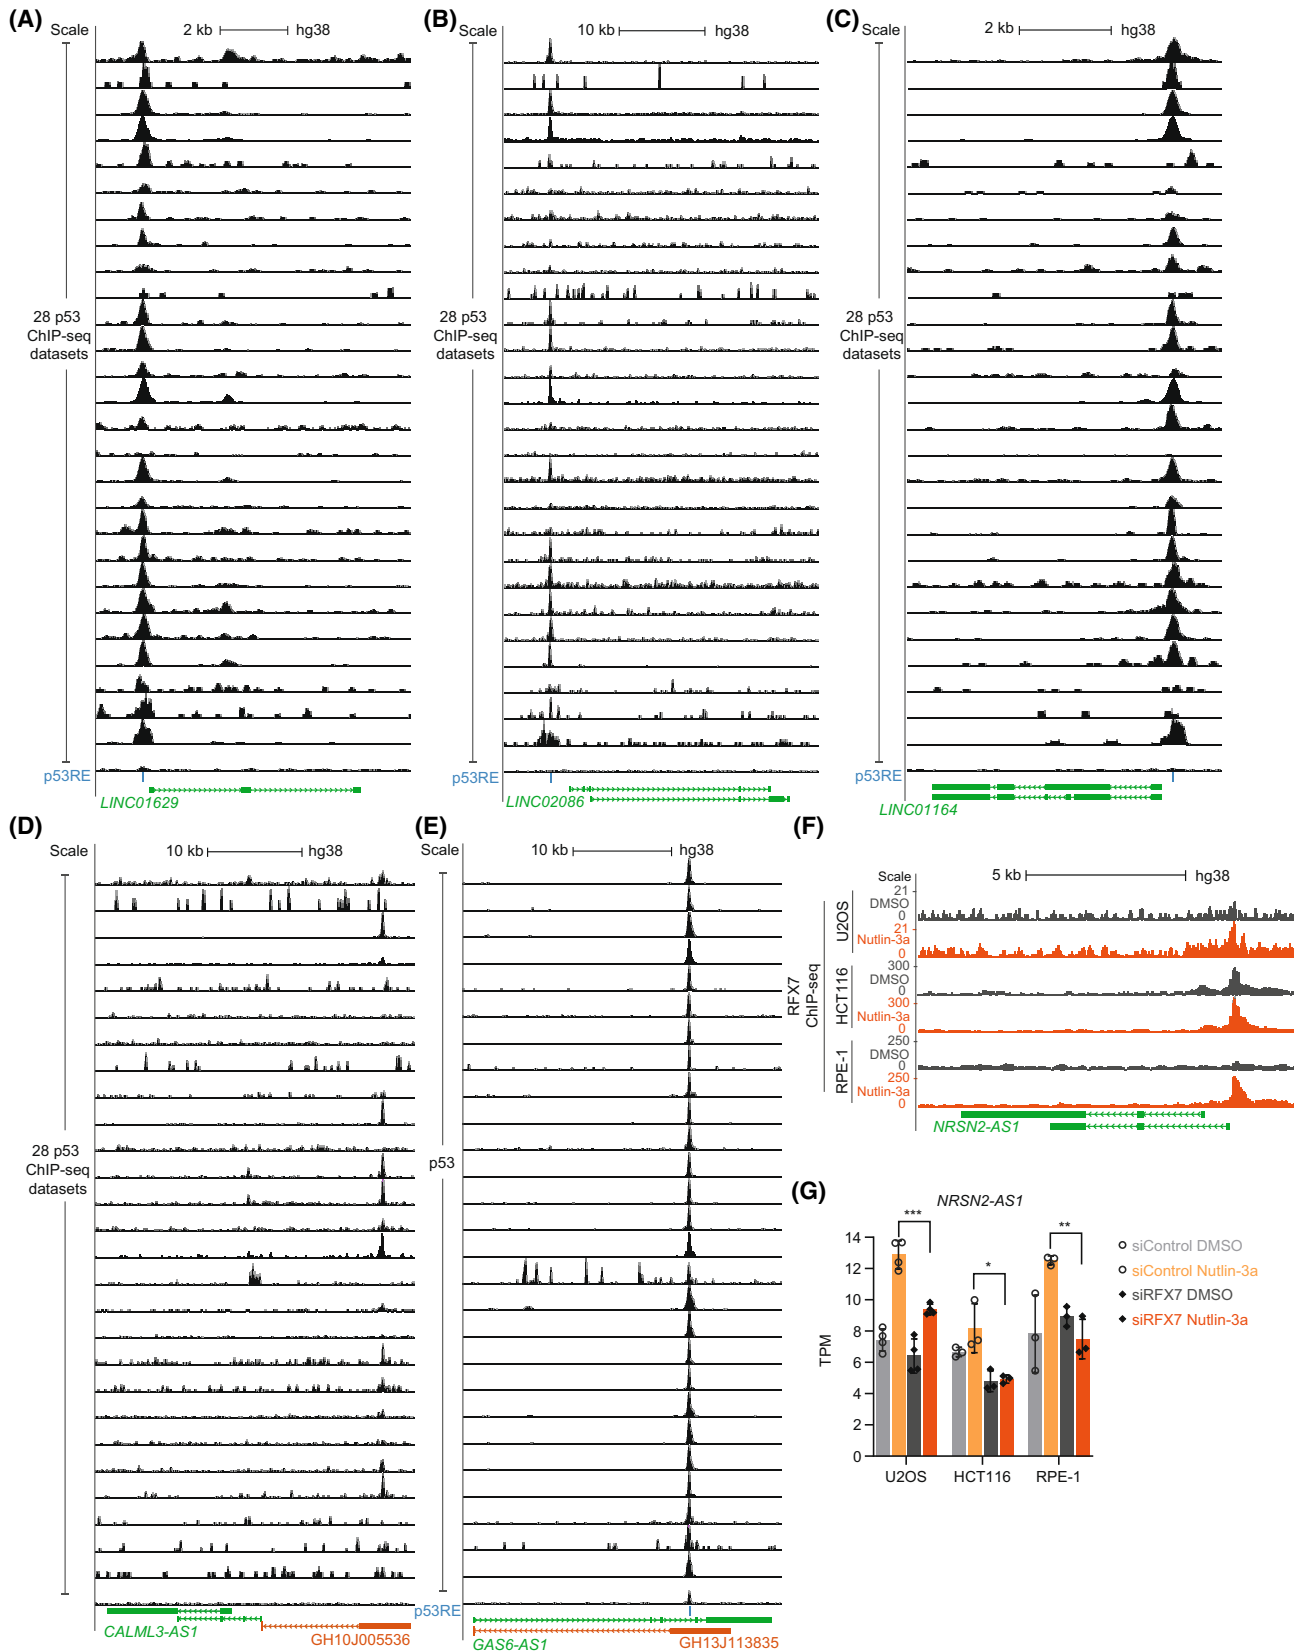 (A)
Scale
2 kb
hg38
28 p53
ChIP-seq
datasets
p53RE
LINC01629
(B)
Scale
10 kb
hg38
28 p53
ChIP-seq
datasets
p53RE
LINC02086
(C)
Scale
2 kb
hg38
28 p53
ChIP-seq
datasets
p53RE
LINC01164
(D)
Scale
10 kb
hg38
28 p53
ChIP-seq
datasets
CALML3-AS1
GH10J005536
(E)
Scale
10 kb
hg38
p53
p53RE
GAS6-AS1
GH13J113835
(F)
Scale
5 kb
hg38
RFX7
ChIP-seq
U2OS
21
DMSO
0
21
Nutlin-3a
0
HCT116
300
DMSO
0
300
Nutlin-3a
0
RPE-1
250
DMSO
0
250
Nutlin-3a
0
NRSN2-AS1
(G)
NRSN2-AS1
TPM
14
12
10
8
6
4
2
0
***
*
**
U2OS
HCT116
RPE-1
siControl DMSO
siControl Nutlin-3a
siRFX7 DMSO
siRFX7 Nutlin-3a